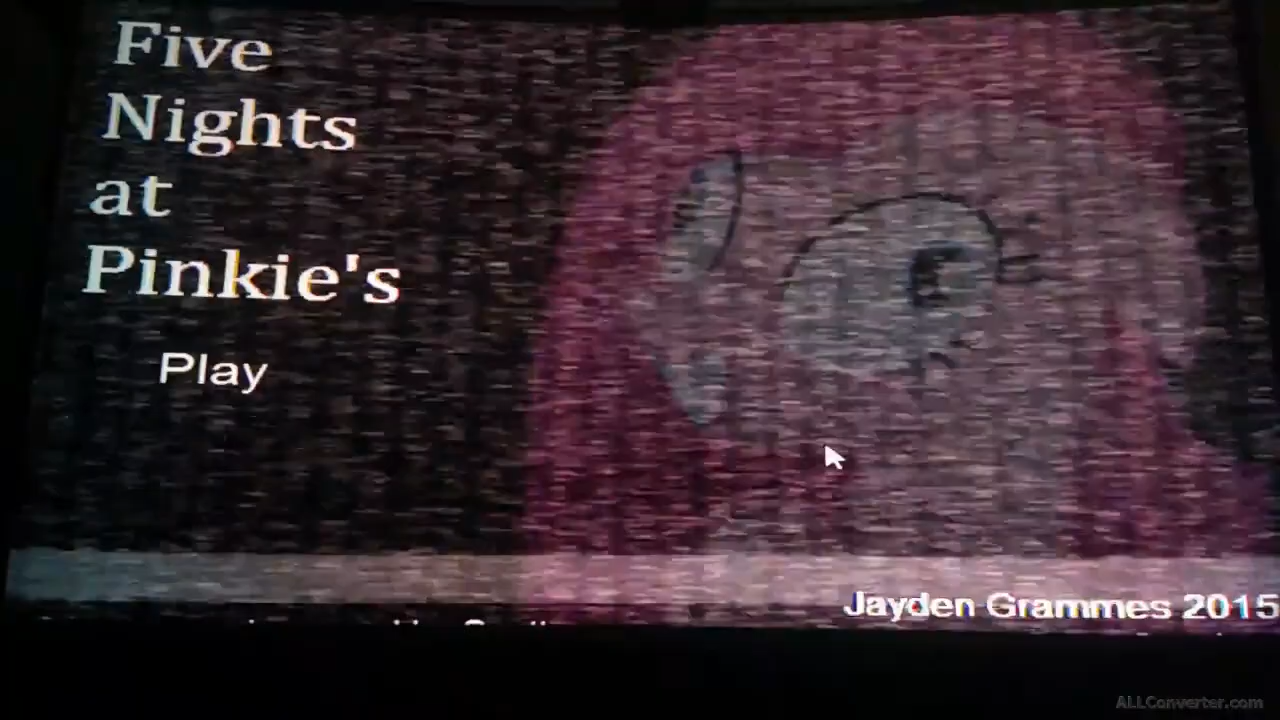 Five
Nights
at
Pinkie's
Play
Jayden Grammes 2015
ALLConverter.com